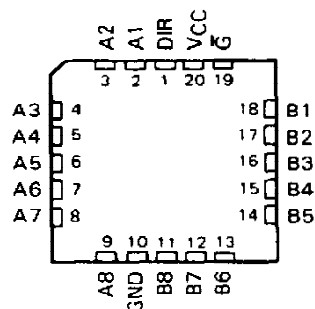 A2 A1 DIR VCC G
3 2 1 20 19
A3 4 18 B1
A4 5 17 B2
A5 6 16 B3
A6 7 15 B4
A7 8 14 B5
9 10 11 12 13
A8 GND B8 B7 B6